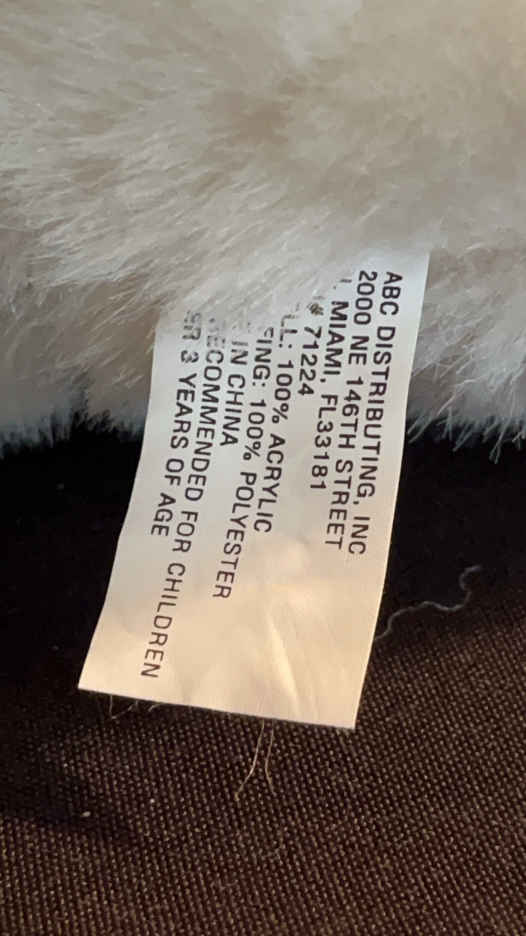 ABC DISTRIBUTING, INC
2000 NE 146TH STREET
MIAMI, FL33181
# 71224
100% ACRYLIC
100% POLYESTER
IN CHINA
RECOMMENDED FOR CHILDREN
3 YEARS OF AGE